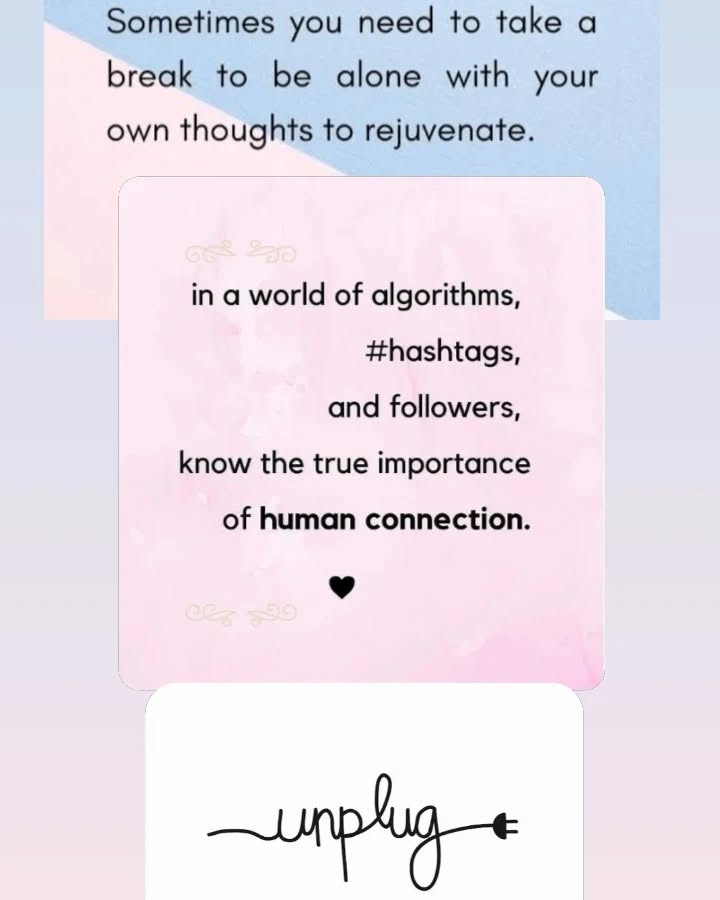 Sometimes you need to take a
break to be alone with your
own thoughts to rejuvenate.
in a world of algorithms,
#hashtags,
and followers,
know the true importance
of human connection.
unplug